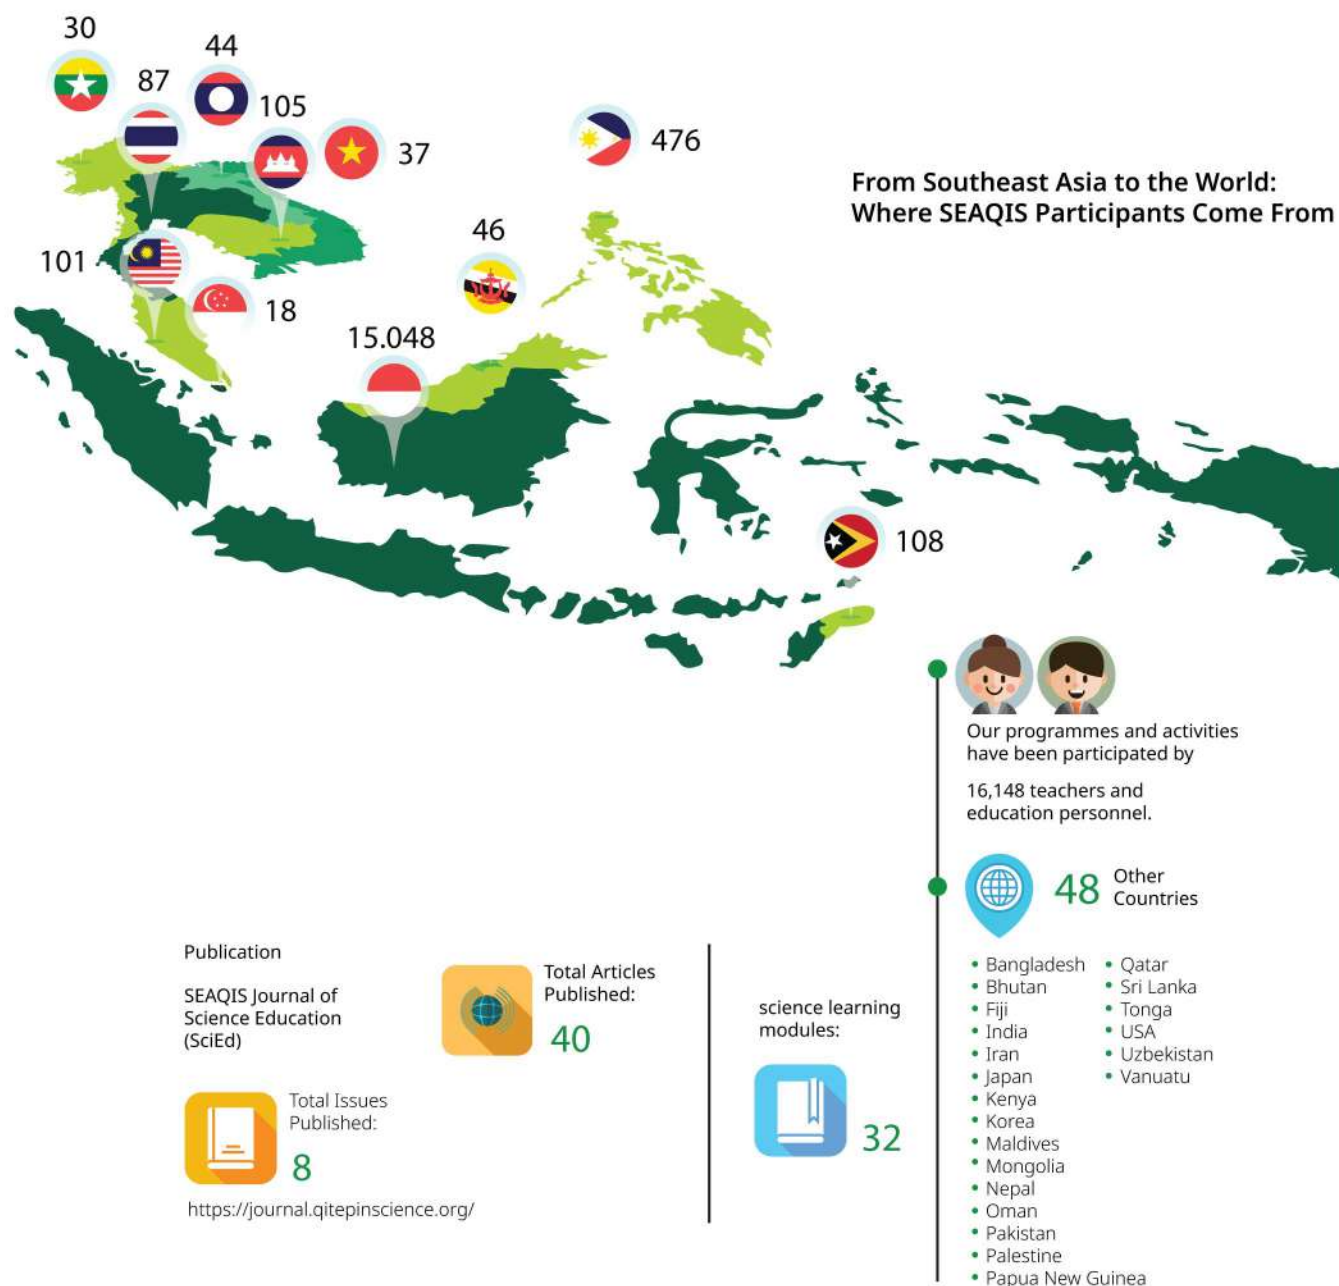 30
44
87
105
37
476
From Southeast Asia to the World:
Where SEAQIS Participants Come From
101
18
46
15.048
108
Our programmes and activities
have been participated by
16,148 teachers and
education personnel.
48
Other
Countries
• Bangladesh
• Bhutan
• Fiji
• India
• Iran
• Japan
• Kenya
• Korea
• Maldives
• Mongolia
• Nepal
• Oman
• Pakistan
• Palestine
• Papua New Guinea
• Qatar
• Sri Lanka
• Tonga
• USA
• Uzbekistan
• Vanuatu
Publication
SEAQIS Journal of
Science Education
(SciEd)
Total Articles
Published:
40
Total Issues
Published:
8
https://journal.qitepinscience.org/
science learning
modules:
32